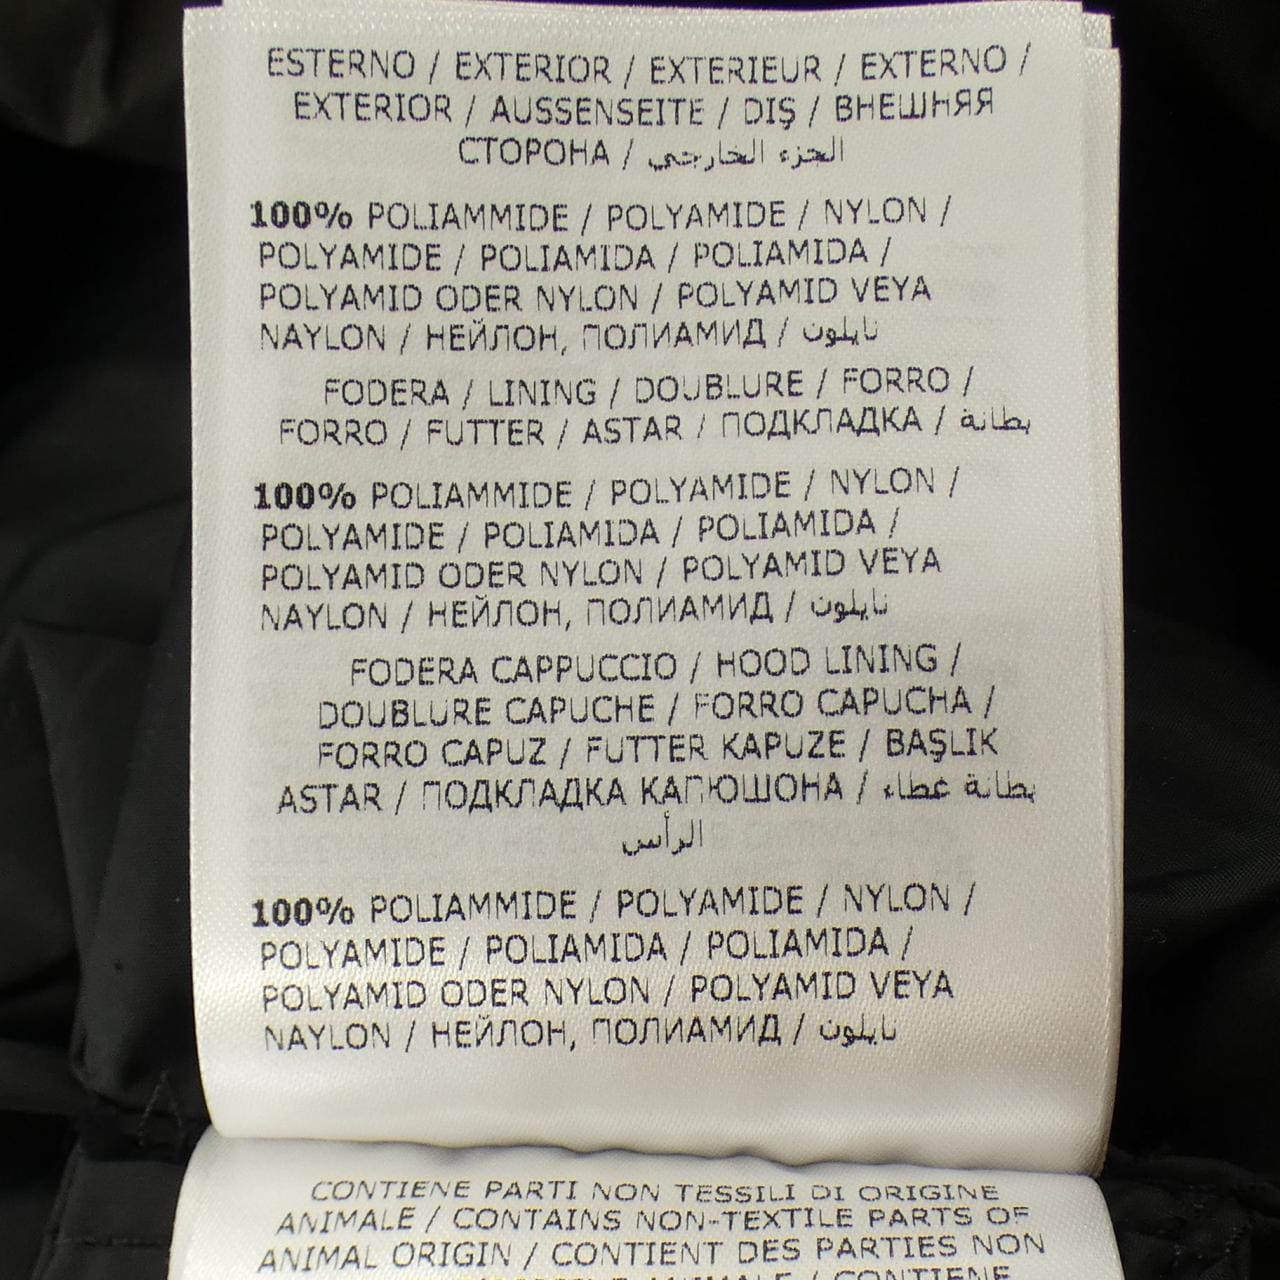 ESTERNO / EXTERIOR / EXTERIEUR / EXTERNO /
EXTERIOR / AUSSENSEITE / DIŞ / ВНЕШНЯЯ
СТОРОНА / الجزء الخارجي
100% POLIAMMIDE / POLYAMIDE / NYLON /
POLYAMIDE / POLIAMIDA / POLIAMIDA /
POLYAMID ODER NYLON / POLYAMID VEYA
NAYLON / НЕЙЛОН, ПОЛИАМИД / نايلون
FODERA / LINING / DOUBLURE / FORRO /
FORRO / FUTTER / ASTAR / ПОДКЛАДКА / بطانة
100% POLIAMMIDE / POLYAMIDE / NYLON /
POLYAMIDE / POLIAMIDA / POLIAMIDA /
POLYAMID ODER NYLON / POLYAMID VEYA
NAYLON / НЕЙЛОН, ПОЛИАМИД / نايلون
FODERA CAPPUCCIO / HOOD LINING /
DOUBLURE CAPUCHE / FORRO CAPUCHA /
FORRO CAPUZ / FUTTER KAPUZE / BAŞLIK
ASTAR / ПОДКЛАДКА КАПЮШОНА / بطانة غطاء
الرأس
100% POLIAMMIDE / POLYAMIDE / NYLON /
POLYAMIDE / POLIAMIDA / POLIAMIDA /
POLYAMID ODER NYLON / POLYAMID VEYA
NAYLON / НЕЙЛОН, ПОЛИАМИД / نايلون
CONTIENE PARTI NON TESSILI DI ORIGINE
ANIMALE / CONTAINS NON-TEXTILE PARTS OF
ANIMAL ORIGIN / CONTIENT DES PARTIES NON
ANIMALE / CONTIENE